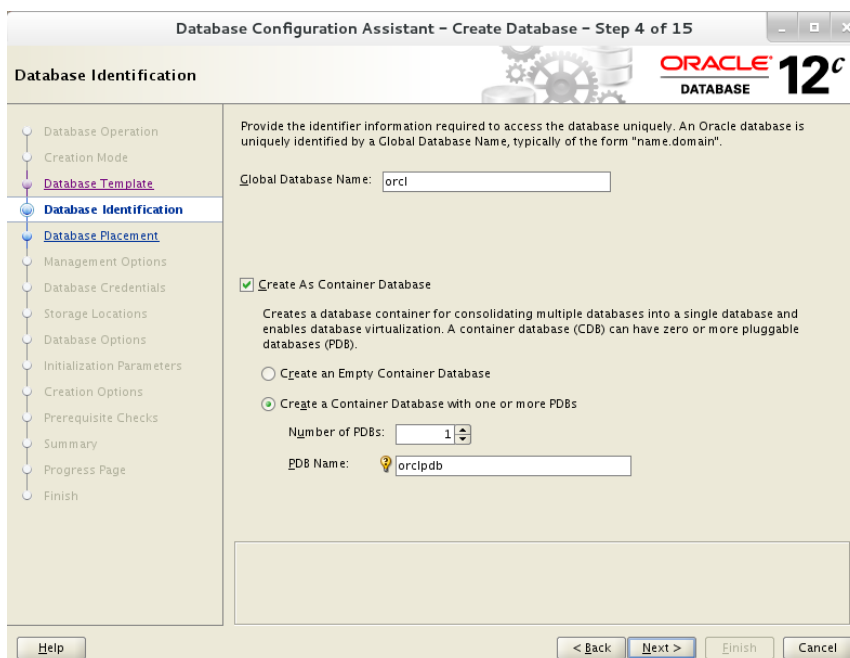 Database Configuration Assistant - Create Database - Step 4 of 15
Database Identification
ORACLE
DATABASE
12c
Database Operation
Creation Mode
Database Template
Database Identification
Database Placement
Management Options
Database Credentials
Storage Locations
Database Options
Initialization Parameters
Creation Options
Prerequisite Checks
Summary
Progress Page
Finish
Provide the identifier information required to access the database uniquely. An Oracle database is
uniquely identified by a Global Database Name, typically of the form "name.domain".
Global Database Name: orcl
Create As Container Database
Creates a database container for consolidating multiple databases into a single database and
enables database virtualization. A container database (CDB) can have zero or more pluggable
databases (PDB).
Create an Empty Container Database
Create a Container Database with one or more PDBs
Number of PDBs: 1
PDB Name: orclpdb
Help
< Back
Next >
Finish
Cancel